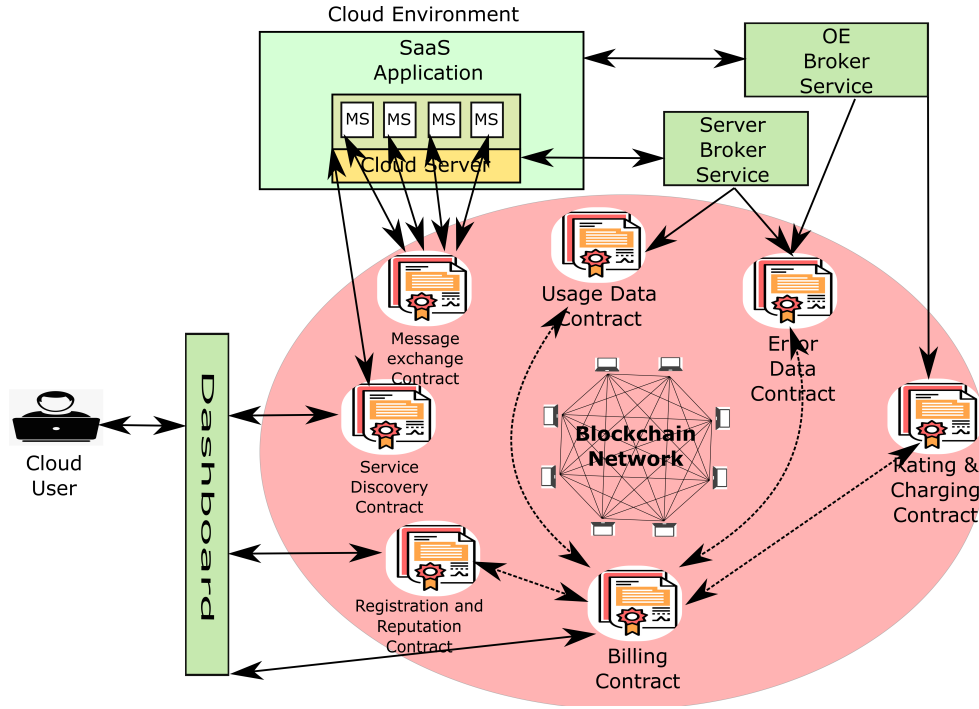 Cloud Environment
SaaS
Application
MS MS MS MS
Cloud Server
OE
Broker
Service
Server
Broker
Service
Usage Data
Contract
Error
Data
Contract
Message
exchange
Contract
Blockchain
Network
Rating &
Charging
Contract
Dashboard
Cloud
User
Service
Discovery
Contract
Registration and
Reputation
Contract
Billing
Contract